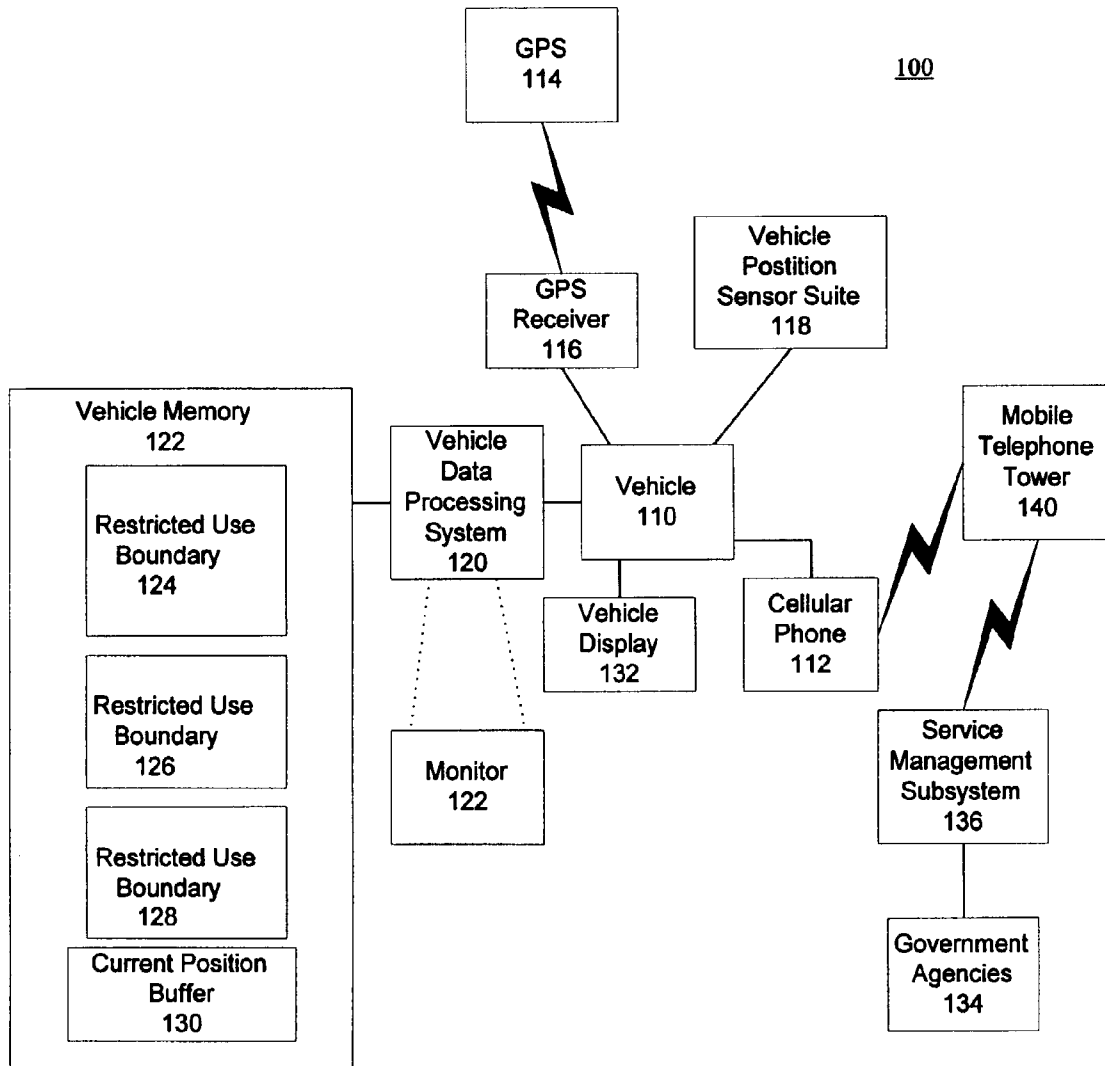 GPS
114
100
Vehicle
Postition
Sensor Suite
118
GPS
Receiver
116
Vehicle Memory
122
Vehicle
Data
Processing
System
120
Vehicle
110
Mobile
Telephone
Tower
140
Restricted Use
Boundary
124
Vehicle
Display
132
Cellular
Phone
112
Restricted Use
Boundary
126
Monitor
122
Service
Management
Subsystem
136
Restricted Use
Boundary
128
Current Position
Buffer
130
Government
Agencies
134